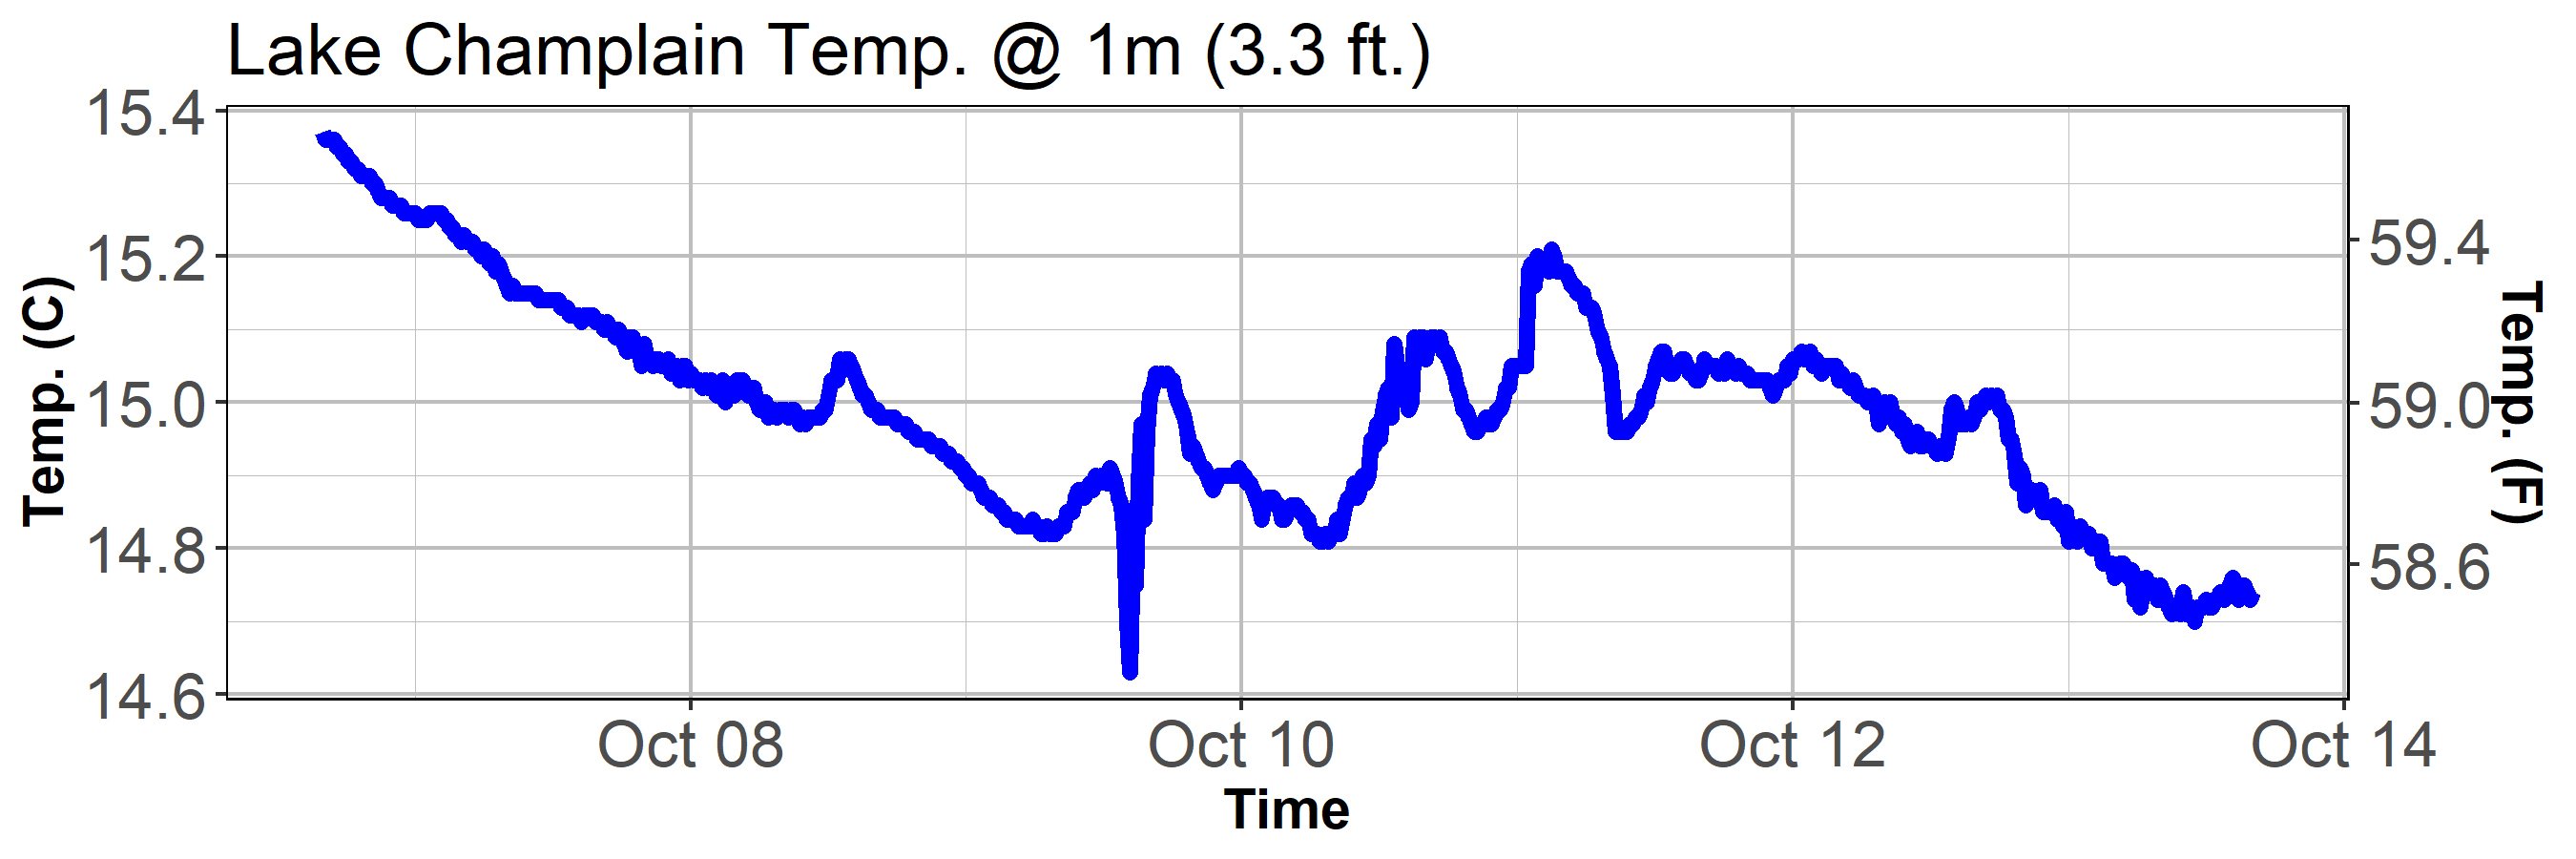 Lake Champlain Temp. @ 1m (3.3 ft.)
15.4
15.2
15.0
14.8
14.6
Temp. (C)
59.4
59.0
58.6
Temp. (F)
Oct 08 Oct 10 Oct 12 Oct 14
Time